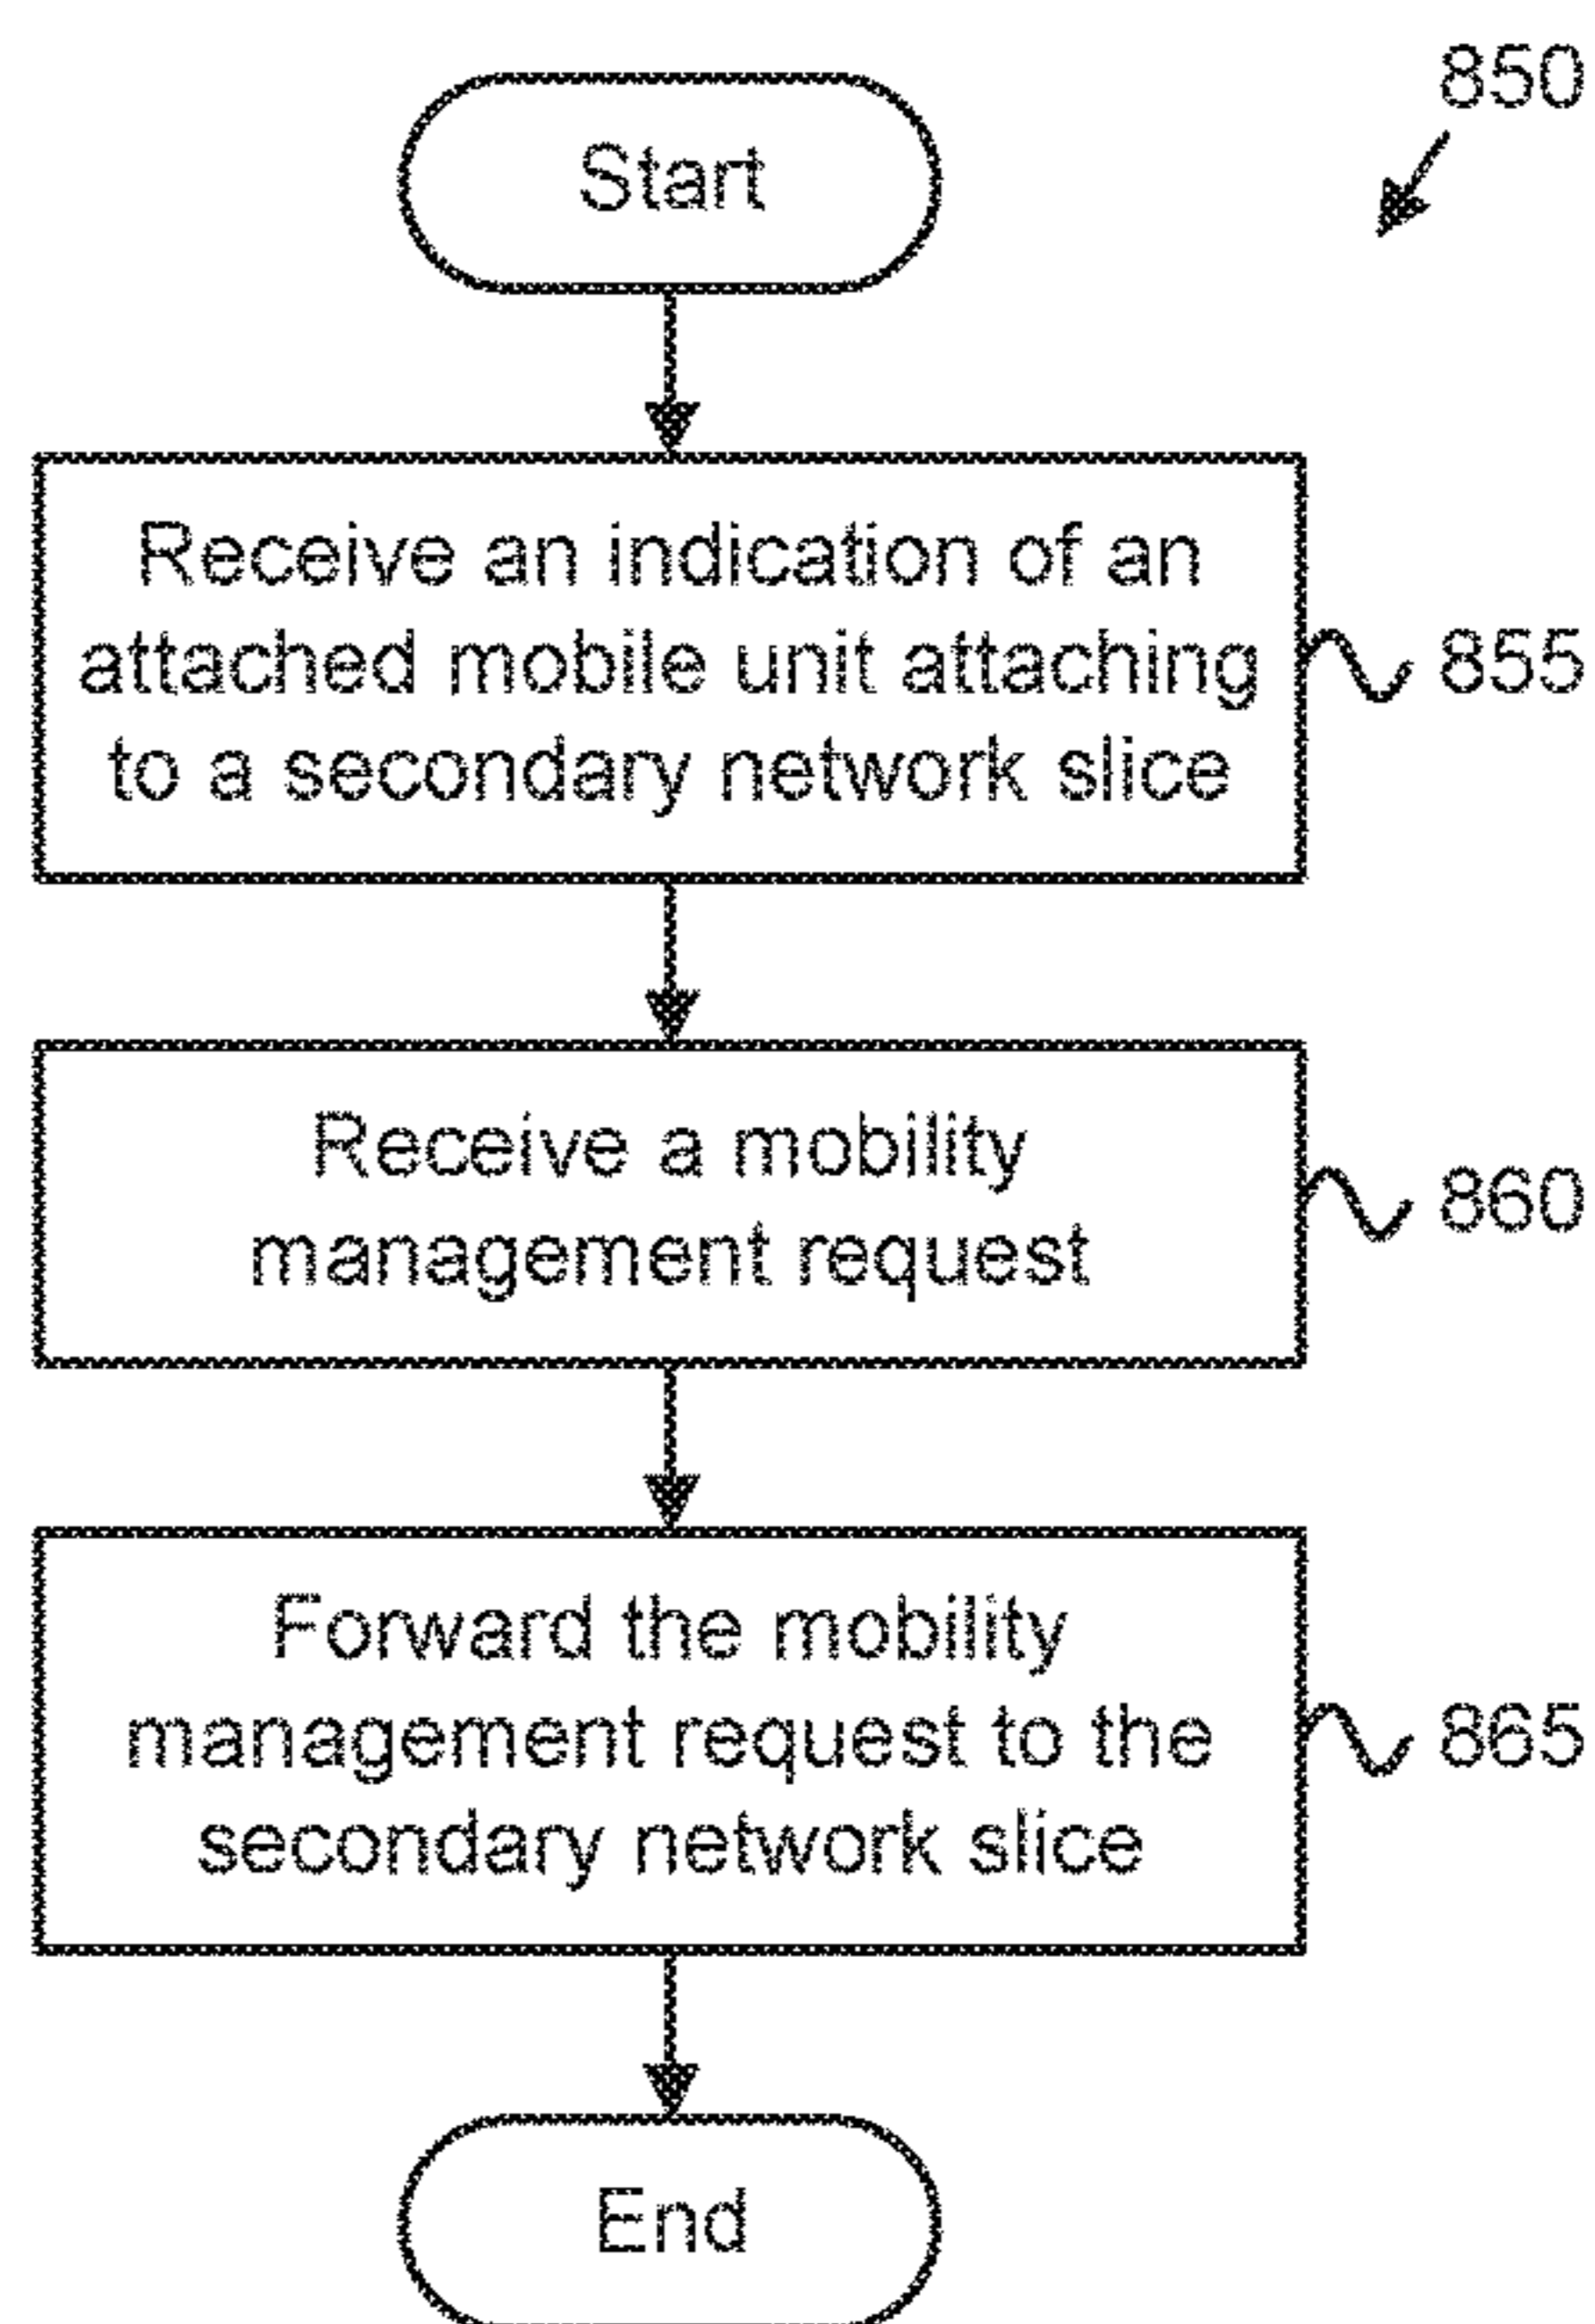 850
Start
Receive an indication of an
attached mobile unit attaching
to a secondary network slice
855
Receive a mobility
management request
860
Forward the mobility
management request to the
secondary network slice
865
End